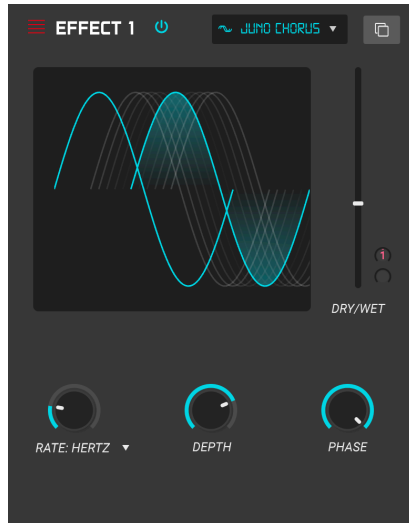 EFFECT 1
JUNO CHORUS
1
DRY/WET
RATE: HERTZ
DEPTH
PHASE